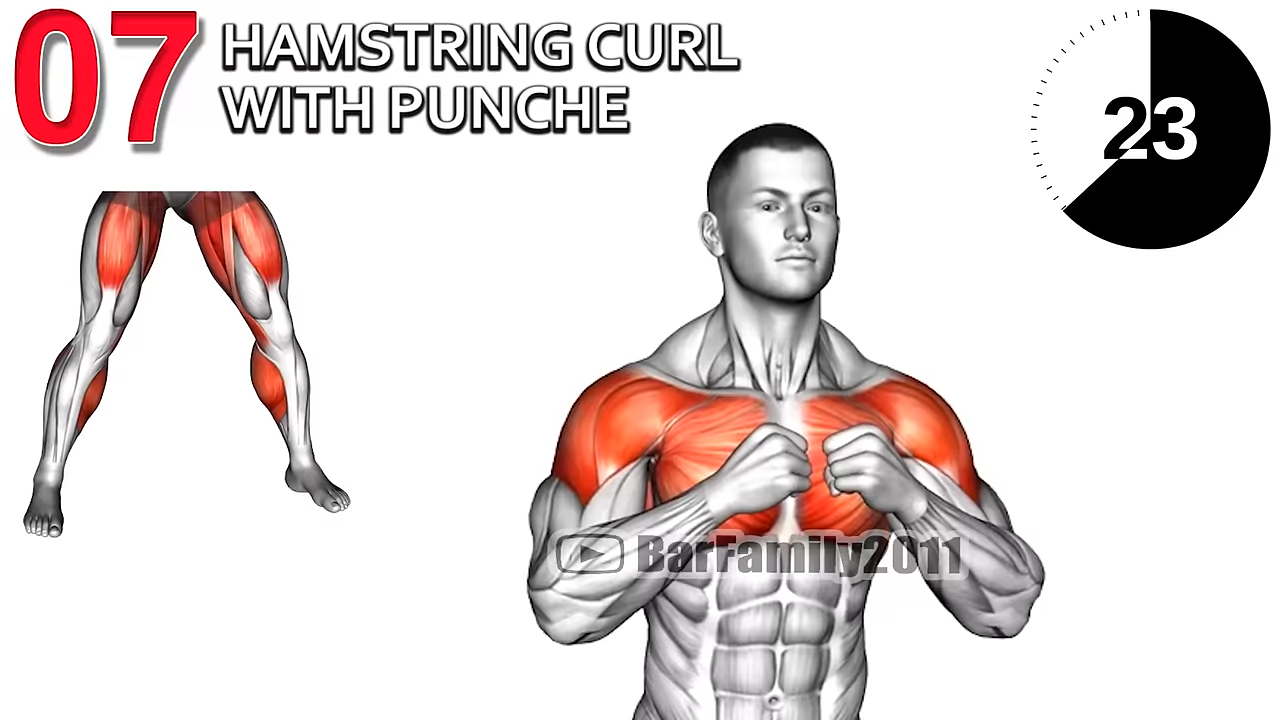 07
HAMSTRING CURL
WITH PUNCHE
23
BarFamily2011